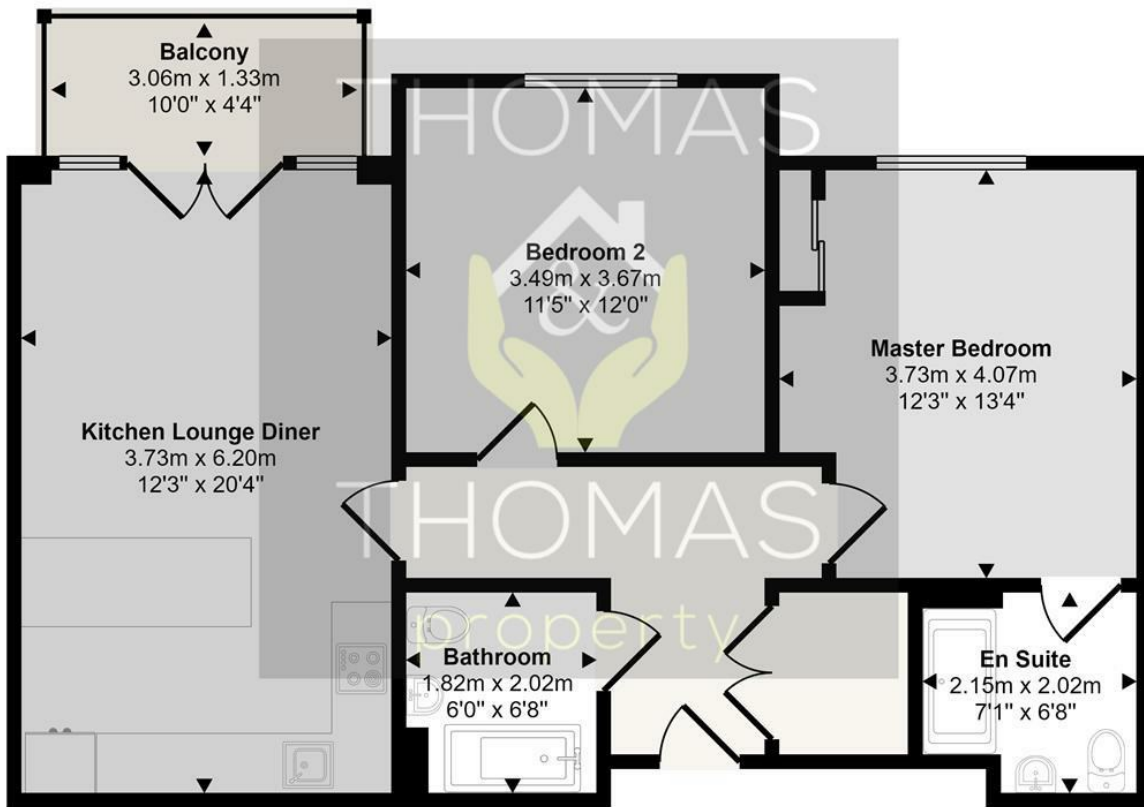 Balcony
3.06m x 1.33m
10'0" x 4'4"
THOMAS
&
Bedroom 2
3.49m x 3.67m
11'5" x 12'0"
Master Bedroom
3.73m x 4.07m
12'3" x 13'4"
Kitchen Lounge Diner
3.73m x 6.20m
12'3" x 20'4"
THOMAS
property
Bathroom
1.82m x 2.02m
6'0" x 6'8"
En Suite
2.15m x 2.02m
7'1" x 6'8"